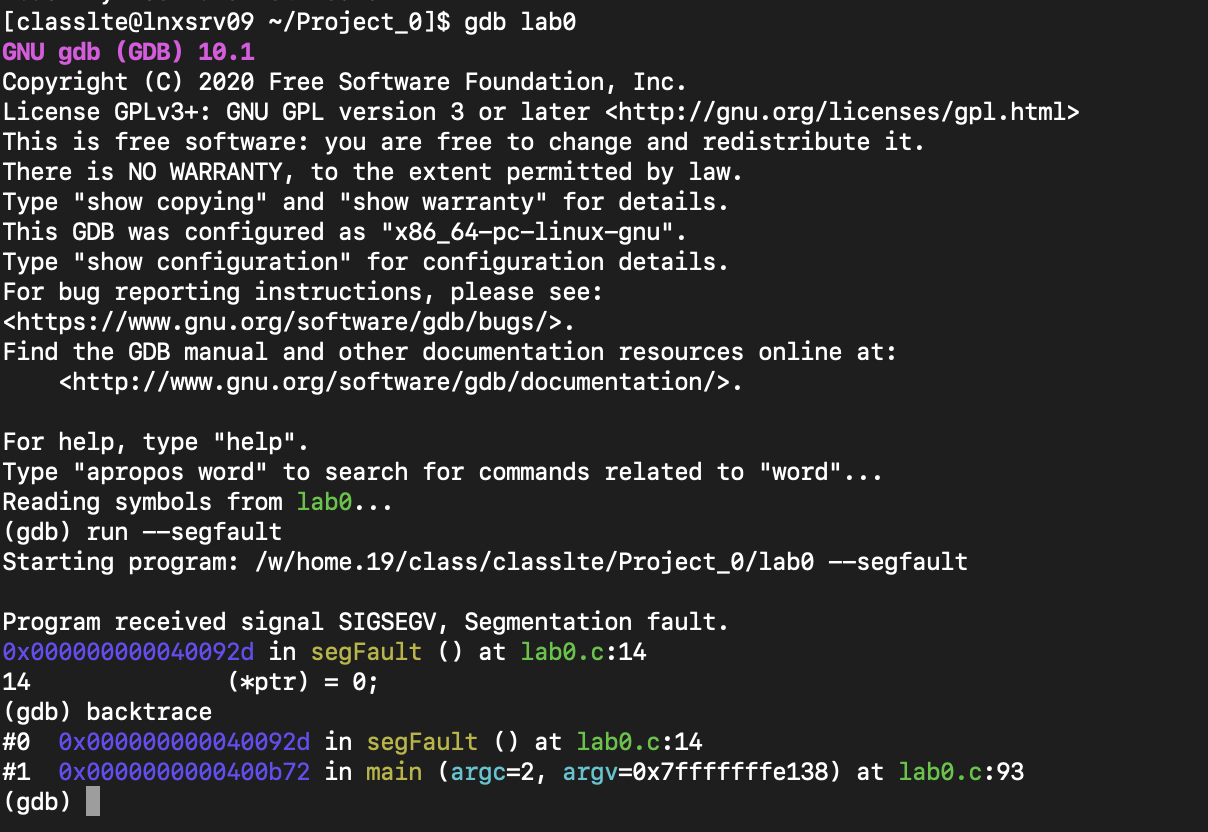 [classlte@lnxsrv09 ~/Project_0]$ gdb lab0
GNU gdb (GDB) 10.1
Copyright (C) 2020 Free Software Foundation, Inc.
License GPLv3+: GNU GPL version 3 or later <http://gnu.org/licenses/gpl.html>
This is free software: you are free to change and redistribute it.
There is NO WARRANTY, to the extent permitted by law.
Type "show copying" and "show warranty" for details.
This GDB was configured as "x86_64-pc-linux-gnu".
Type "show configuration" for configuration details.
For bug reporting instructions, please see:
<https://www.gnu.org/software/gdb/bugs/>.
Find the GDB manual and other documentation resources online at:
    <http://www.gnu.org/software/gdb/documentation/>.

For help, type "help".
Type "apropos word" to search for commands related to "word"...
Reading symbols from lab0...
(gdb) run --segfault
Starting program: /w/home.19/class/classlte/Project_0/lab0 --segfault

Program received signal SIGSEGV, Segmentation fault.
0x000000000040092d in segFault () at lab0.c:14
14              (*ptr) = 0;
(gdb) backtrace
#0  0x000000000040092d in segFault () at lab0.c:14
#1  0x0000000000400b72 in main (argc=2, argv=0x7fffffffe138) at lab0.c:93
(gdb)